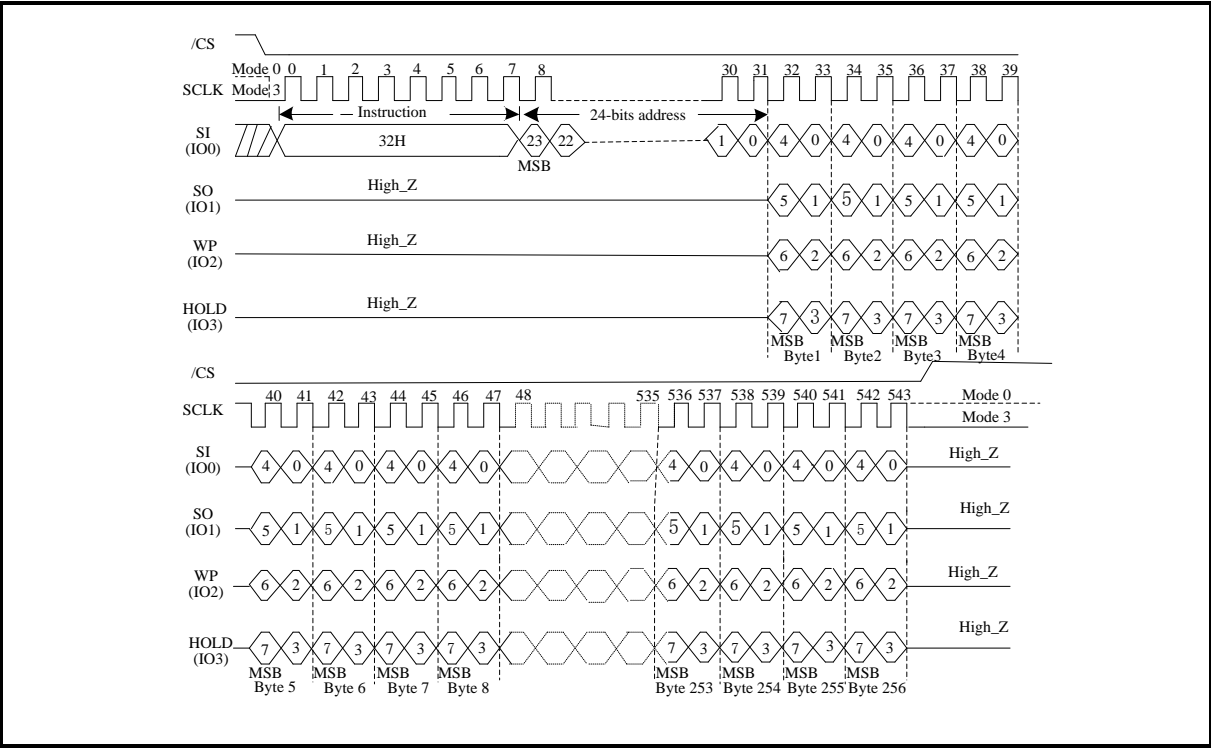 /CS
Mode 0 0 1 2 3 4 5 6 7 8 30 31 32 33 34 35 36 37 38 39
SCLK Mode 3
Instruction 24-bits address
SI
(IO0)
32H 23 22 1 0 4 0 4 0 4 0 4 0
MSB
SO
(IO1)
High_Z 5 1 5 1 5 1 5 1
WP
(IO2)
High_Z 6 2 6 2 6 2 6 2
HOLD
(IO3)
High_Z 7 3 7 3 7 3 7 3
MSB MSB MSB MSB
Byte1 Byte2 Byte3 Byte4
/CS
40 41 42 43 44 45 46 47 48 535 536 537 538 539 540 541 542 543 Mode 0
SCLK Mode 3
SI
(IO0)
4 0 4 0 4 0 4 0 4 0 4 0 4 0 4 0 High_Z
SO
(IO1)
5 1 5 1 5 1 5 1 5 1 5 1 5 1 5 1 High_Z
WP
(IO2)
6 2 6 2 6 2 6 2 6 2 6 2 6 2 6 2 High_Z
HOLD
(IO3)
7 3 7 3 7 3 7 3 7 3 7 3 7 3 7 3 High_Z
MSB MSB MSB MSB MSB MSB MSB MSB
Byte 5 Byte 6 Byte 7 Byte 8 Byte 253 Byte 254 Byte 255 Byte 256